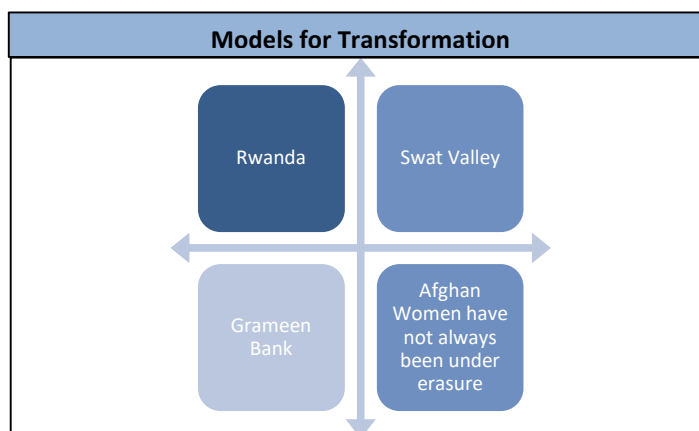 Models for Transformation
Rwanda
Swat Valley
Grameen
Bank
Afghan
Women have
not always
been under
erasure